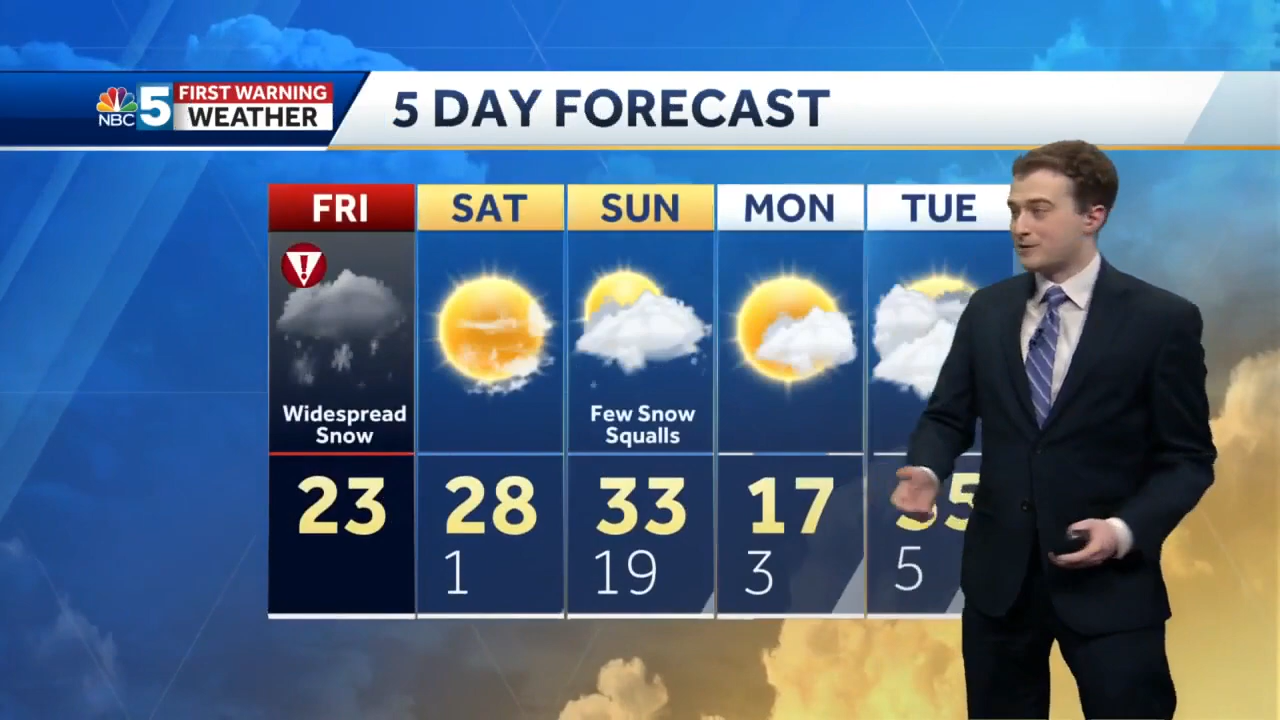 NBC 5 FIRST WARNING
WEATHER
5 DAY FORECAST
FRI SAT SUN MON TUE
Widespread
Snow
Few Snow
Squalls
23 28 33 17
1 19 3 5